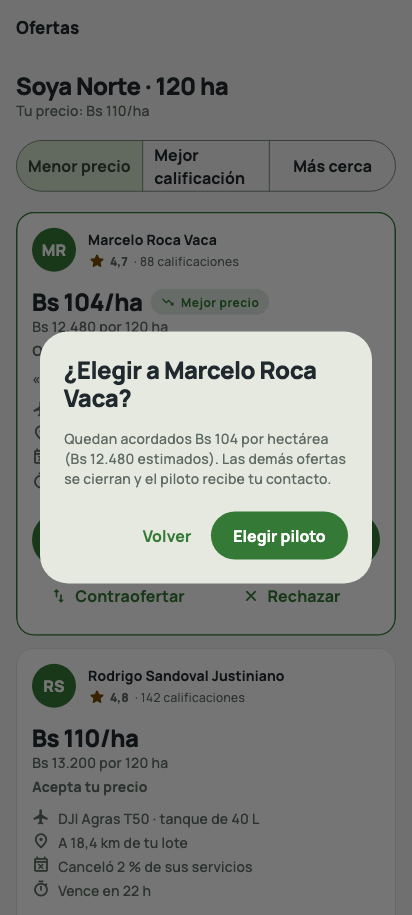 Ofertas
Soya Norte · 120 ha
Tu precio: Bs 110/ha
Menor precio
Mejor
calificación
Más cerca
MR
Marcelo Roca Vaca
4,7 · 88 calificaciones
Bs 104/ha
Mejor precio
Bs 12.480 por 120 ha
¿Elegir a Marcelo Roca
Vaca?
Quedan acordados Bs 104 por hectárea
(Bs 12.480 estimados). Las demás ofertas
se cierran y el piloto recibe tu contacto.
Volver
Elegir piloto
Contraofertar
Rechazar
RS
Rodrigo Sandoval Justiniano
4,8 · 142 calificaciones
Bs 110/ha
Bs 13.200 por 120 ha
Acepta tu precio
DJI Agras T50 · tanque de 40 L
A 18,4 km de tu lote
Canceló 2 % de sus servicios
Vence en 22 h